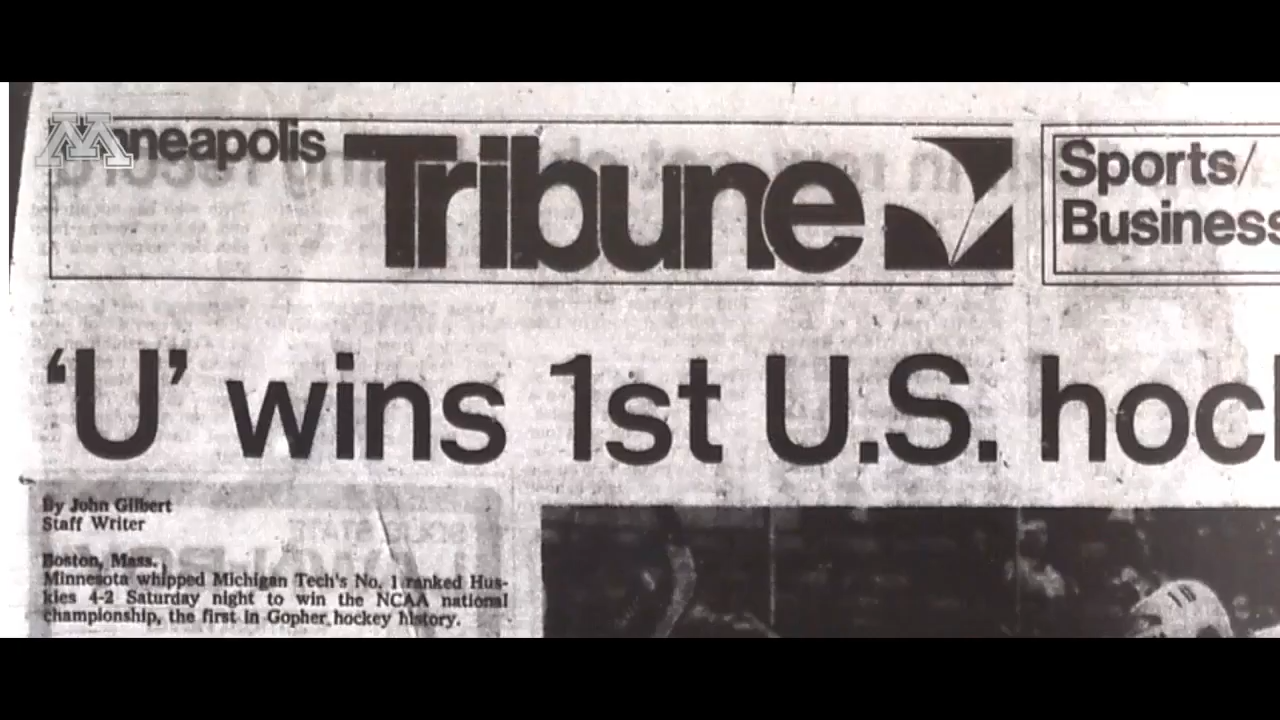 M
nneapolis Tribune
Sports/
Business
'U' wins 1st U.S. hoc
By John Gilbert
Staff Writer
Boston, Mass.
Minnesota whipped Michigan Tech's No. 1 ranked Hus-
kies 4-2 Saturday night to win the NCAA national
championship, the first in Gopher hockey history.
10